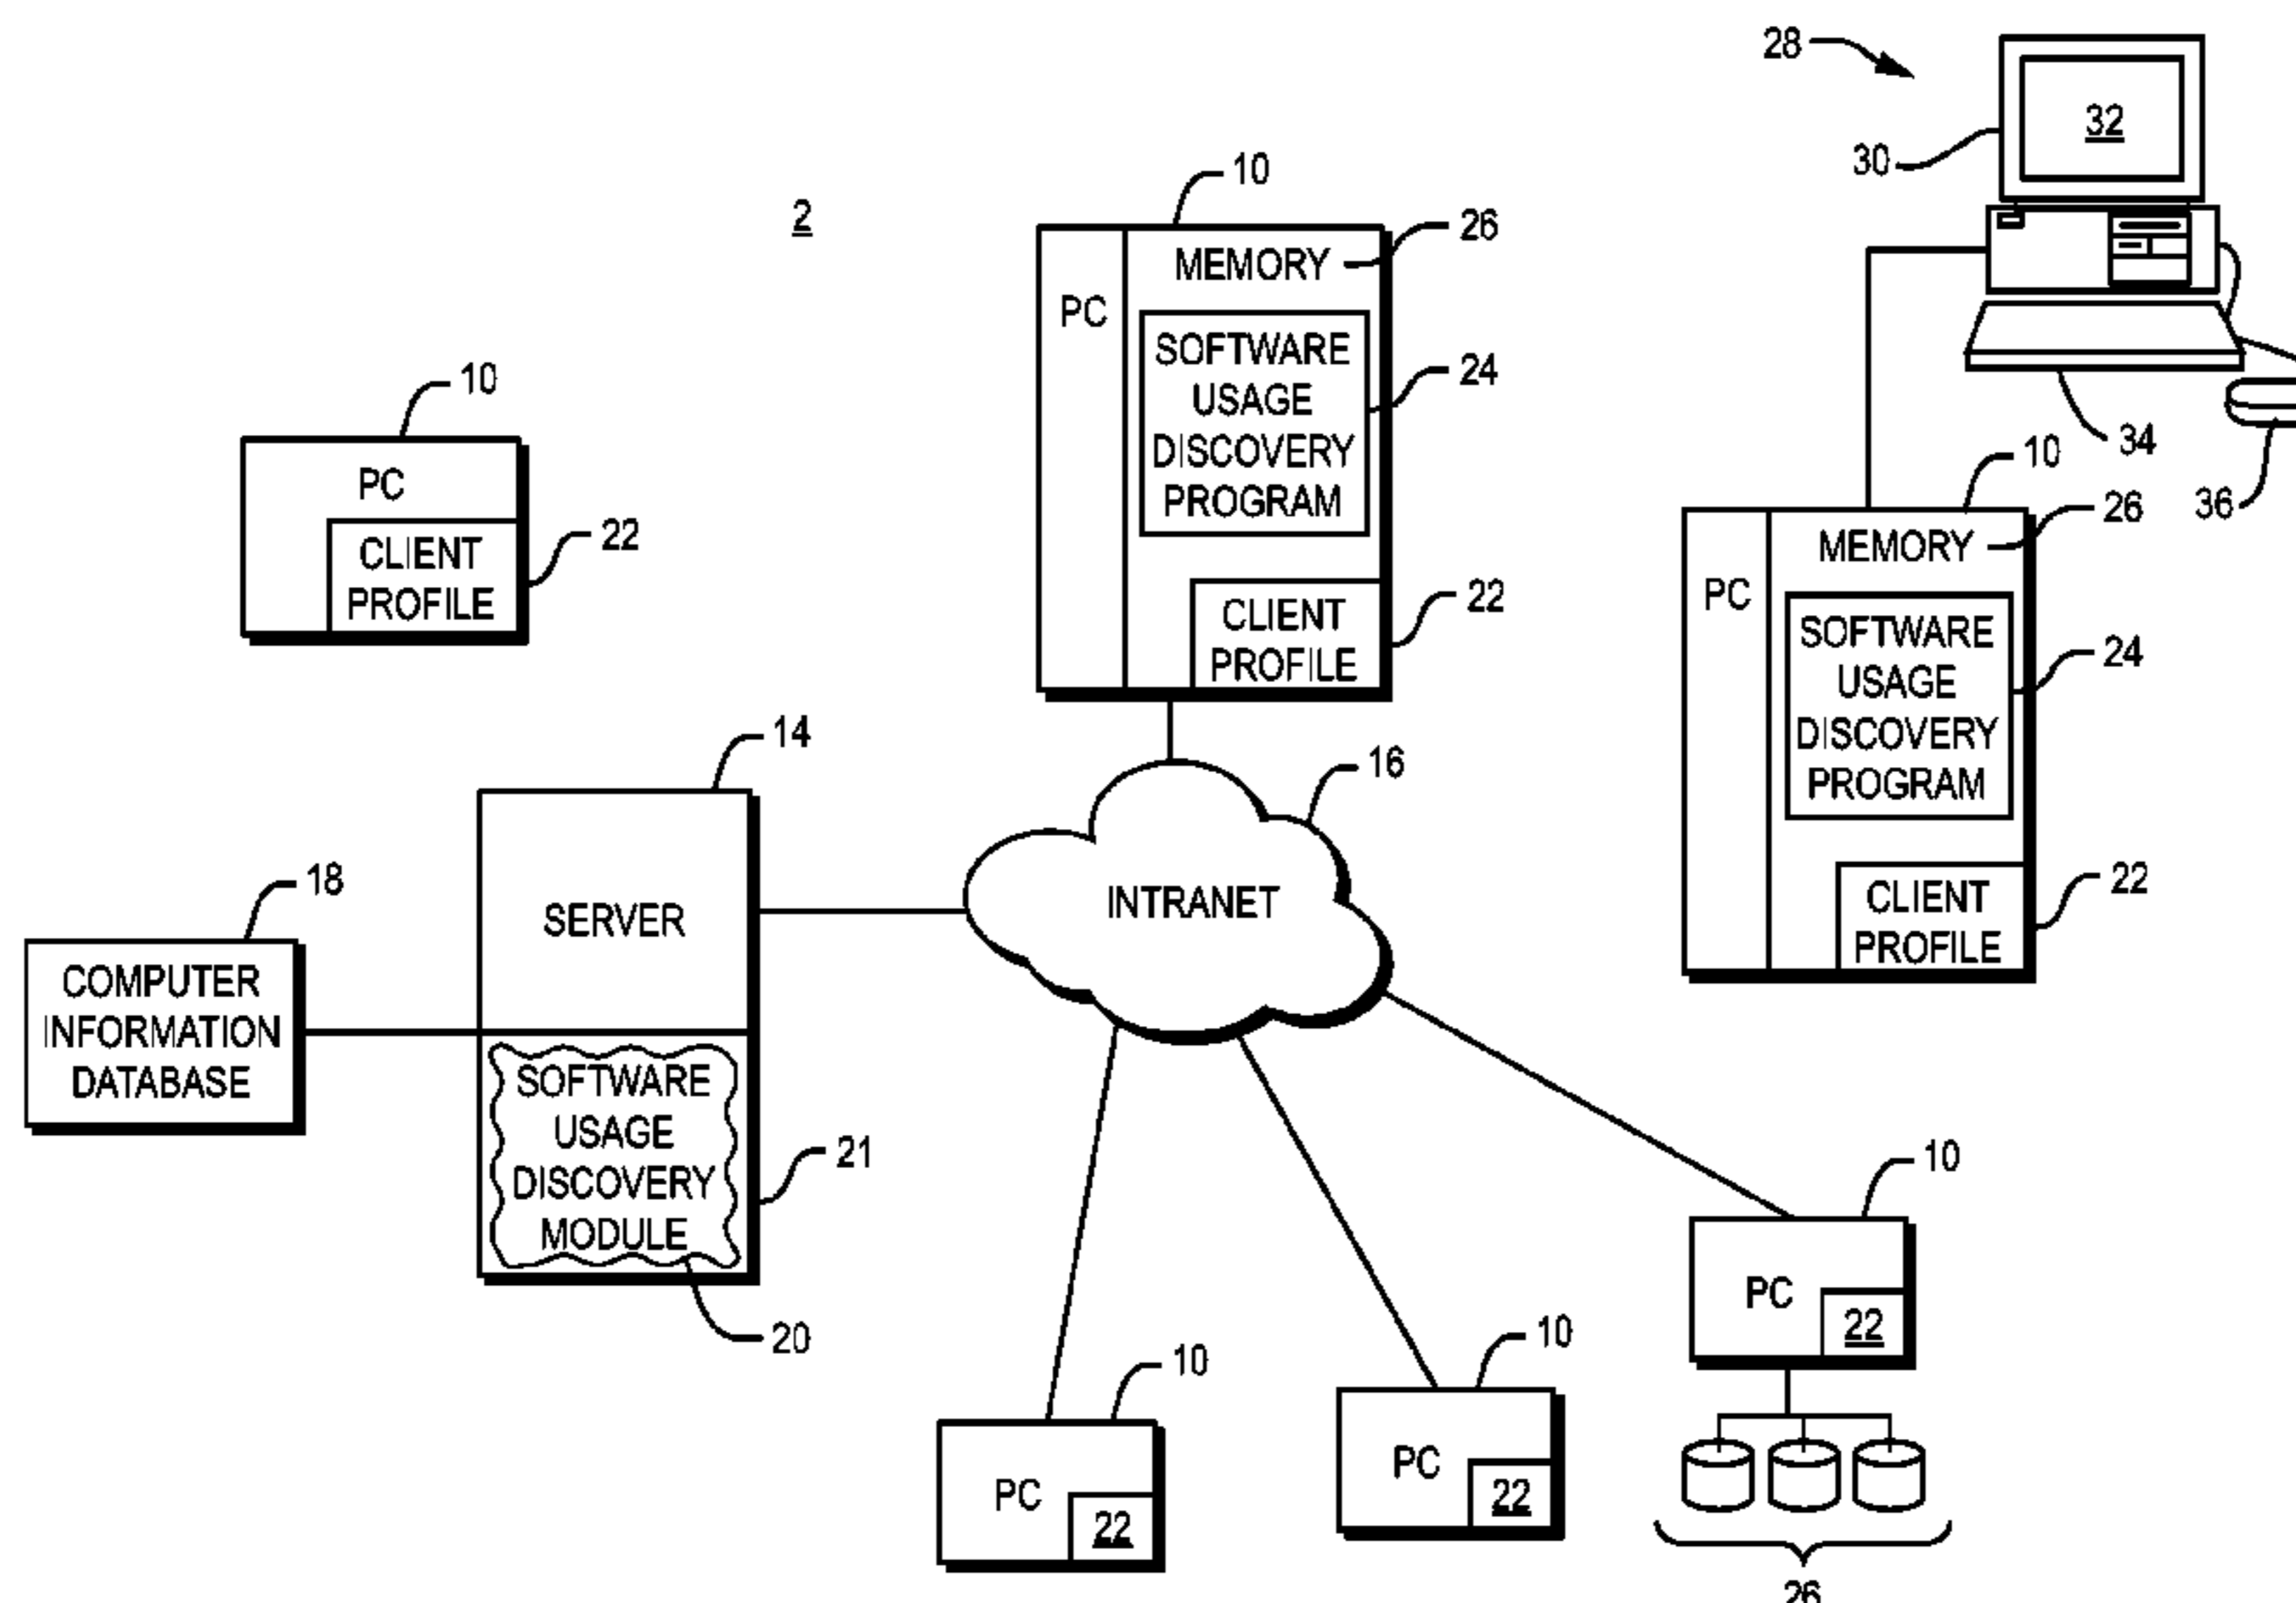 28
32
30
10
2
26
MEMORY
PC
SOFTWARE
USAGE
DISCOVERY
PROGRAM
24
CLIENT
PROFILE
22
10
PC
CLIENT
PROFILE
22
34
36
10
26
MEMORY
PC
SOFTWARE
USAGE
DISCOVERY
PROGRAM
24
CLIENT
PROFILE
22
14
16
SERVER
INTRANET
18
COMPUTER
INFORMATION
DATABASE
SOFTWARE
USAGE
DISCOVERY
MODULE
21
20
10
PC
22
10
PC
22
10
PC
22
26